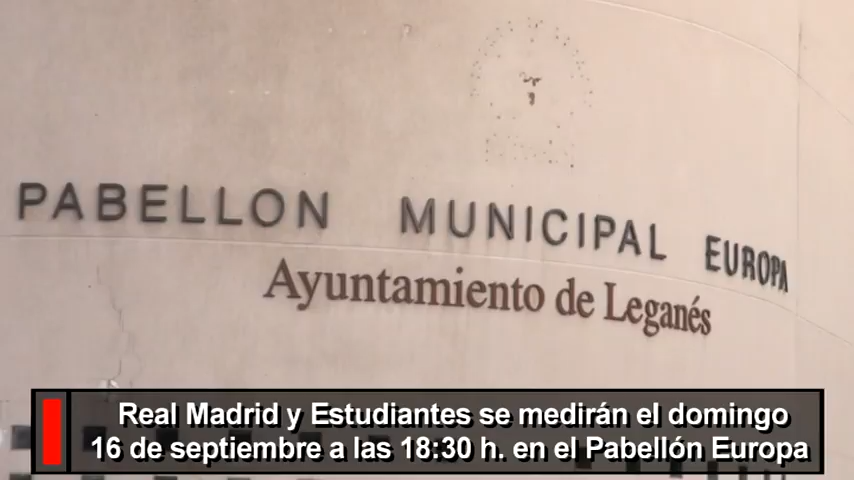 PABELLON MUNICIPAL EUROPA
Ayuntamiento de Leganés
Real Madrid y Estudiantes se medirán el domingo
16 de septiembre a las 18:30 h. en el Pabellón Europa